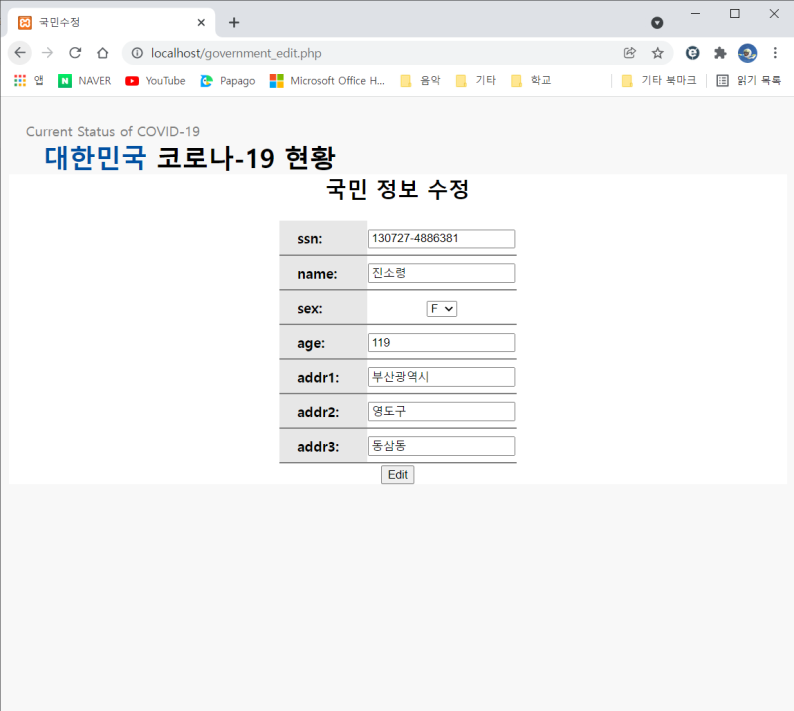 국민수정
localhost/government_edit.php
앱 NAVER YouTube Papago Microsoft Office H... 음악 기타 학교 기타 북마크 읽기 목록
Current Status of COVID-19
대한민국 코로나-19 현황
국민 정보 수정
ssn: 130727-4886381
name: 진소령
sex: F
age: 119
addr1: 부산광역시
addr2: 영도구
addr3: 동삼동
Edit